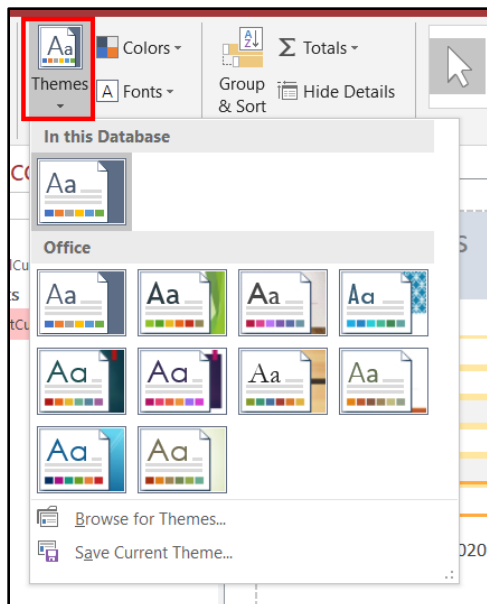 Aa
Themes
Colors
A Fonts
Group
& Sort
A
Z
Σ Totals
Hide Details
In this Database
Aa
Office
Aa Aa Aa Aa
Aa Aa Aa Aa
Aa Aa
Browse for Themes...
Save Current Theme...
020